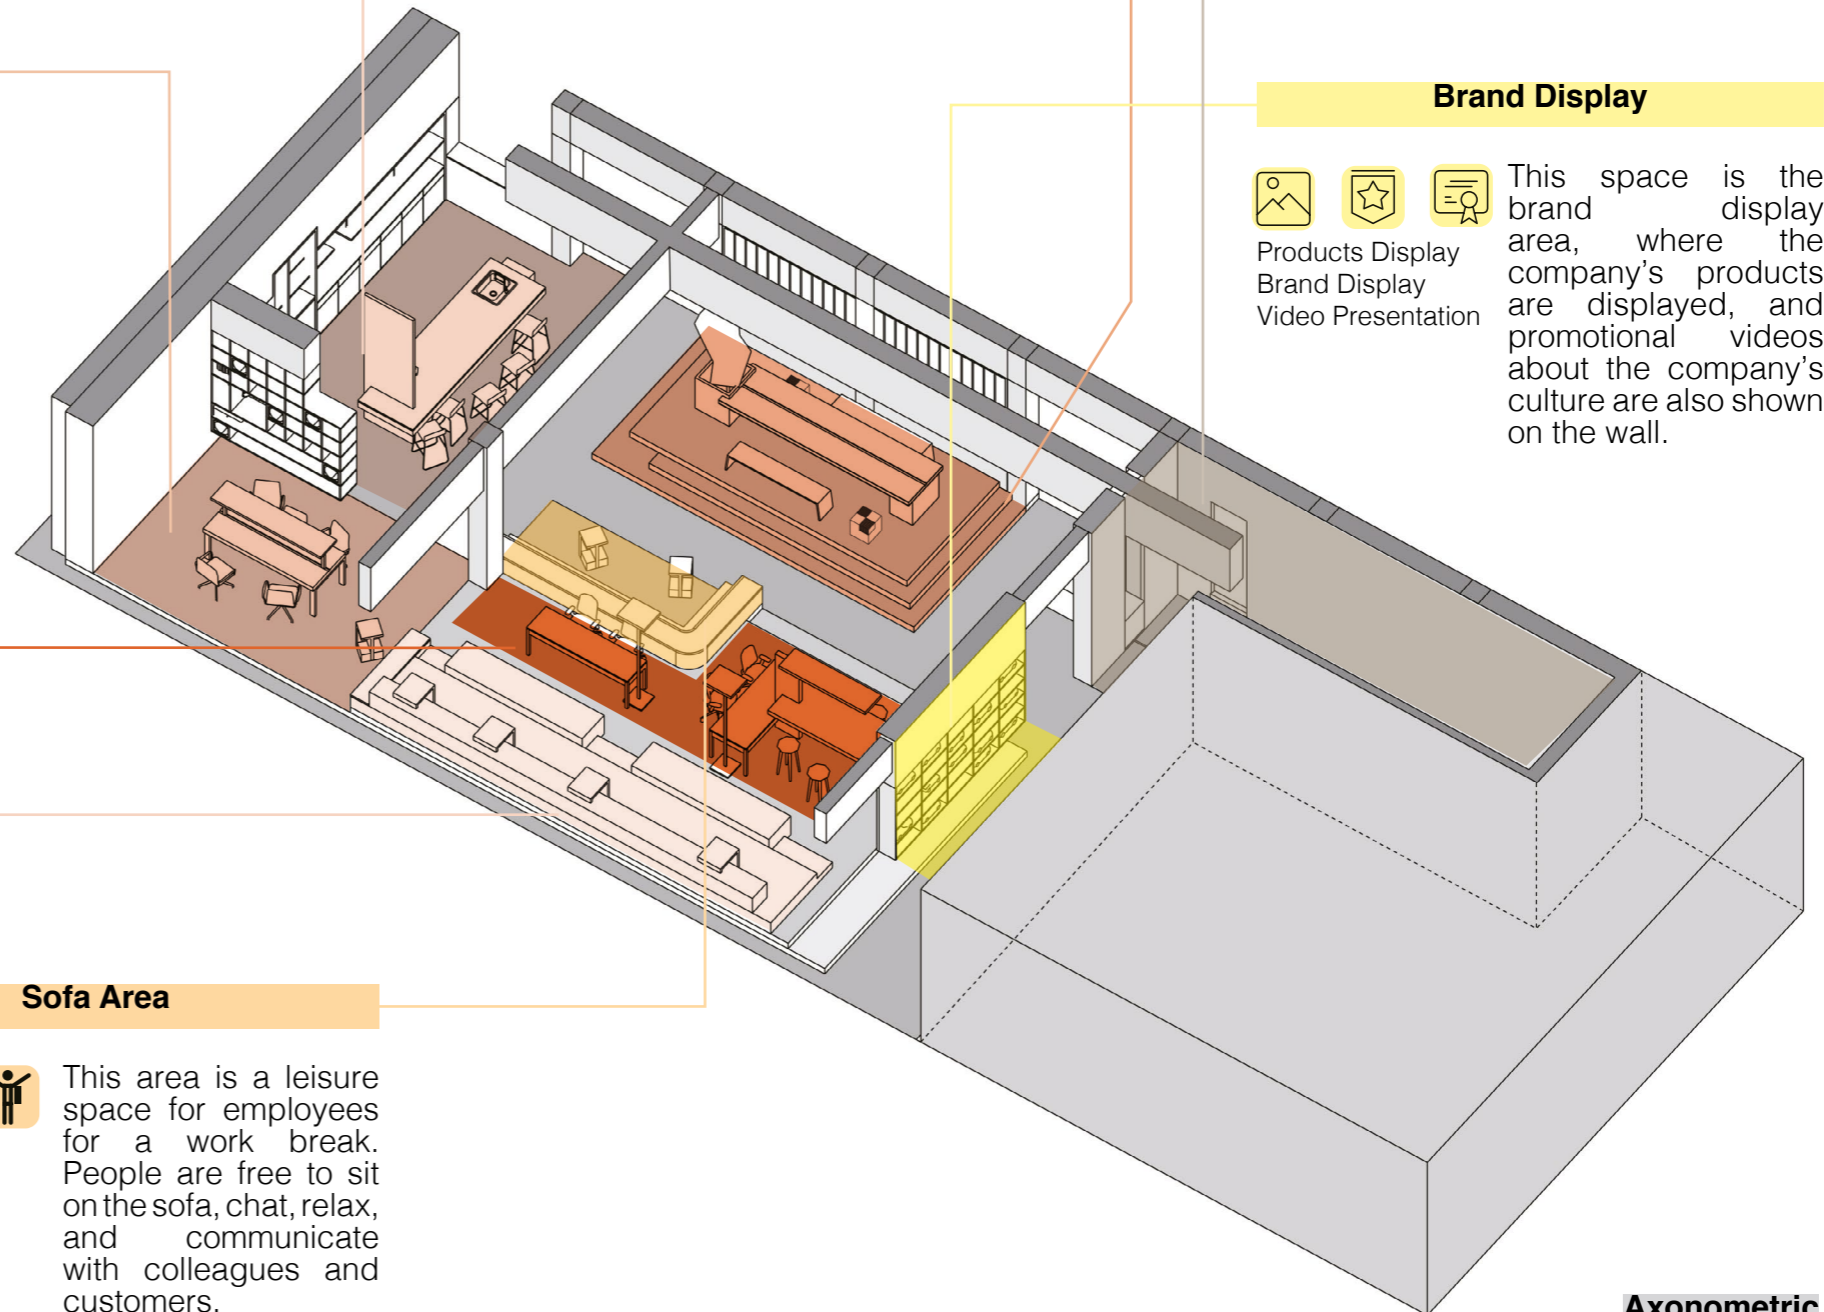 Brand Display
Products Display
Brand Display
Video Presentation
This space is the
brand display
area, where the
company's products
are displayed, and
promotional videos
about the company's
culture are also shown
on the wall.
Sofa Area
This area is a leisure
space for employees
for a work break.
People are free to sit
on the sofa, chat, relax,
and communicate
with colleagues and
customers.
Axonometric